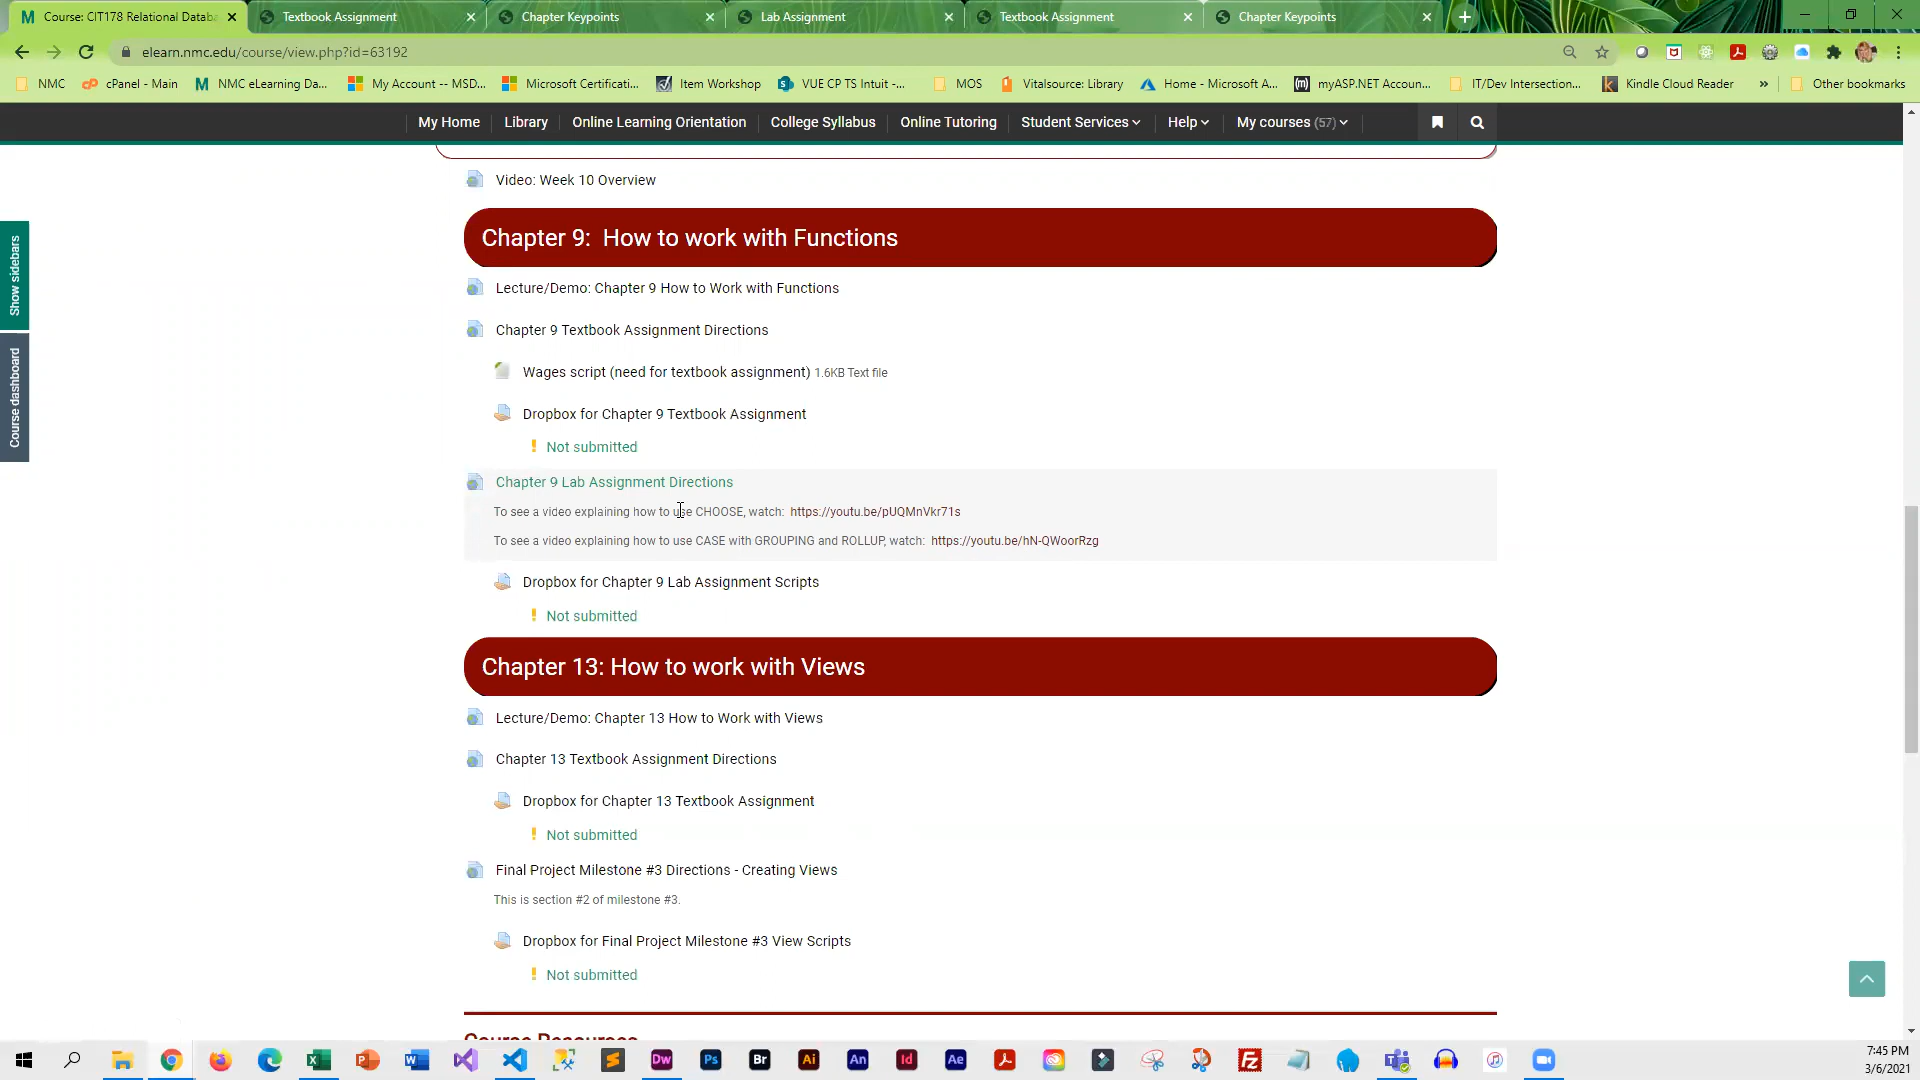 Course: CIT178 Relational Databa
Textbook Assignment
Chapter Keypoints
Lab Assignment
Textbook Assignment
Chapter Keypoints
elearn.nmc.edu/course/view.php?id=63192
NMC
cPanel - Main
NMC eLearning Da...
My Account -- MSD...
Microsoft Certificati...
Item Workshop
VUE CP TS Intuit -...
MOS
Vitalsource: Library
Home - Microsoft A...
myASP.NET Accoun...
IT/Dev Intersection...
Kindle Cloud Reader
»
Other bookmarks
My Home
Library
Online Learning Orientation
College Syllabus
Online Tutoring
Student Services
Help
My courses (57)
Show sidebars
Course dashboard
Video: Week 10 Overview
Chapter 9: How to work with Functions
Lecture/Demo: Chapter 9 How to Work with Functions
Chapter 9 Textbook Assignment Directions
Wages script (need for textbook assignment) 1.6KB Text file
Dropbox for Chapter 9 Textbook Assignment
! Not submitted
Chapter 9 Lab Assignment Directions
To see a video explaining how to use CHOOSE, watch: https://youtu.be/pUQMnVkr71s
To see a video explaining how to use CASE with GROUPING and ROLLUP, watch: https://youtu.be/hN-QWoorRzg
Dropbox for Chapter 9 Lab Assignment Scripts
! Not submitted
Chapter 13: How to work with Views
Lecture/Demo: Chapter 13 How to Work with Views
Chapter 13 Textbook Assignment Directions
Dropbox for Chapter 13 Textbook Assignment
! Not submitted
Final Project Milestone #3 Directions - Creating Views
This is section #2 of milestone #3.
Dropbox for Final Project Milestone #3 View Scripts
! Not submitted
Course Resources
7:45 PM
3/6/2021